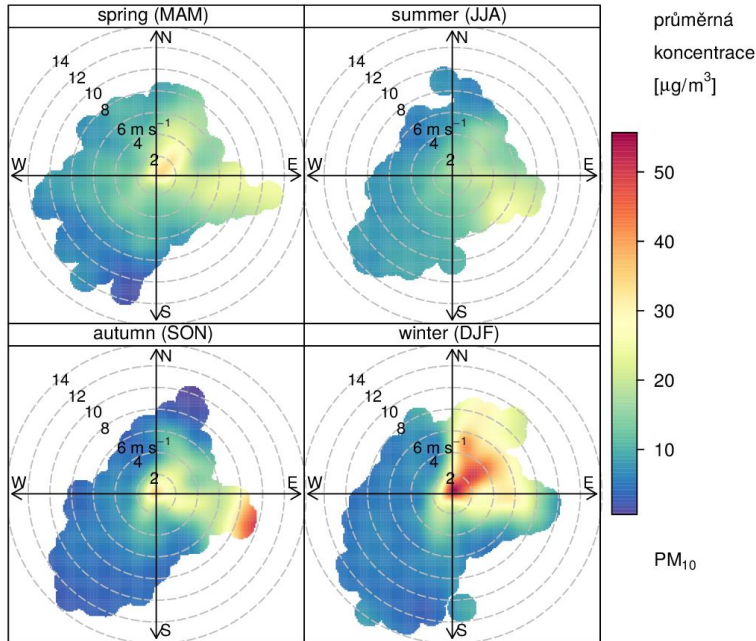 spring (MAM)
summer (JJA)
N
14
12
10
8
6 m s⁻¹
4
2
W
E
S
N
14
12
10
8
6 m s⁻¹
4
2
W
E
S
autumn (SON)
winter (DJF)
N
14
12
10
8
6 m s⁻¹
4
2
W
E
S
N
14
12
10
8
6 m s⁻¹
4
2
W
E
S
průměrná
koncentrace
[μg/m³]
50
40
30
20
10
PM₁₀